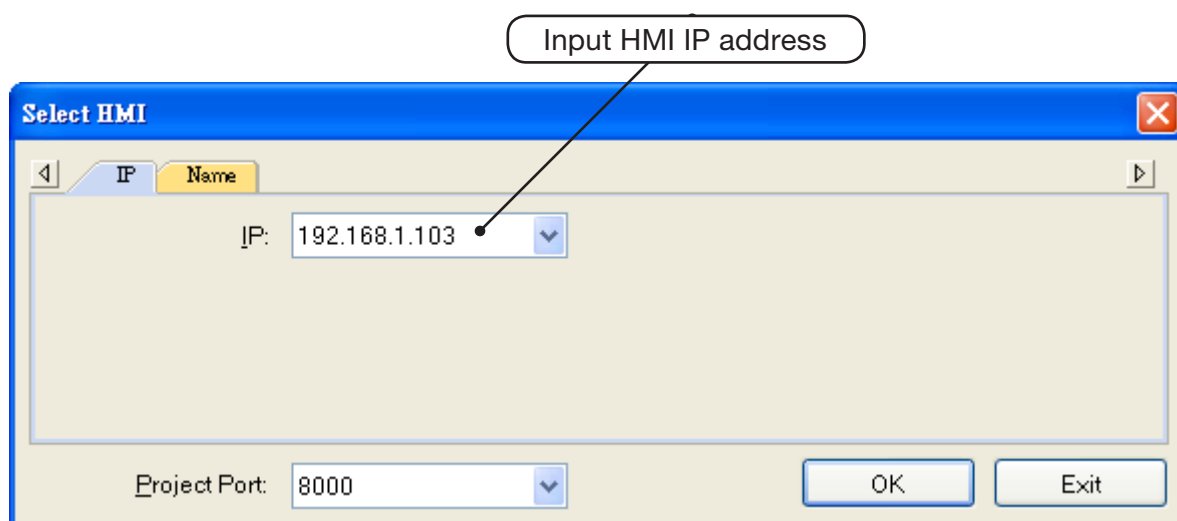 Input HMI IP address
Select HMI
IP Name
IP: 192.168.1.103
Project Port: 8000 OK Exit